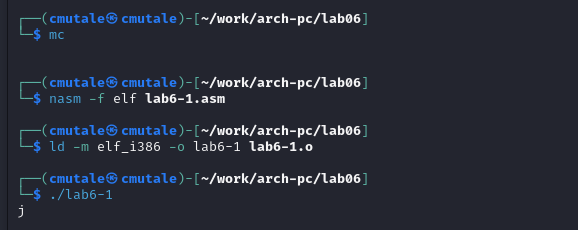 ┌──(cmutale㉿cmutale)-[~/work/arch-pc/lab06]
└─$ mc
┌──(cmutale㉿cmutale)-[~/work/arch-pc/lab06]
└─$ nasm -f elf lab6-1.asm
┌──(cmutale㉿cmutale)-[~/work/arch-pc/lab06]
└─$ ld -m elf_i386 -o lab6-1 lab6-1.o
┌──(cmutale㉿cmutale)-[~/work/arch-pc/lab06]
└─$ ./lab6-1
j